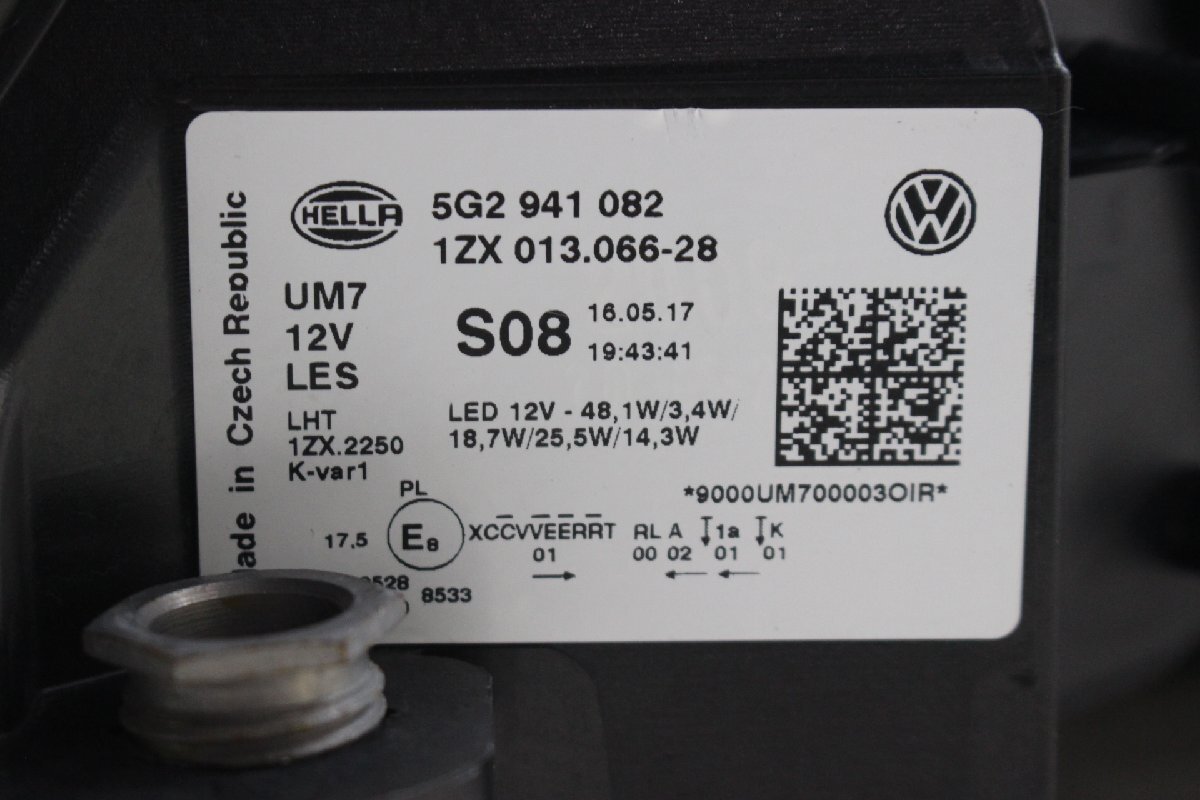 Made in Czech Republic
HELLA
5G2 941 082
1ZX 013.066-28
VW
UM7
12V
LES
S08
16.05.17
19:43:41
LHT
1ZX.2250
K-var1
LED 12V - 48,1W/3,4W/
18,7W/25,5W/14,3W
*9000UM700003OIR*
PL
17,5
E8
XCCVVEERRT RL A 1a K
01 00 02 01 01
8533